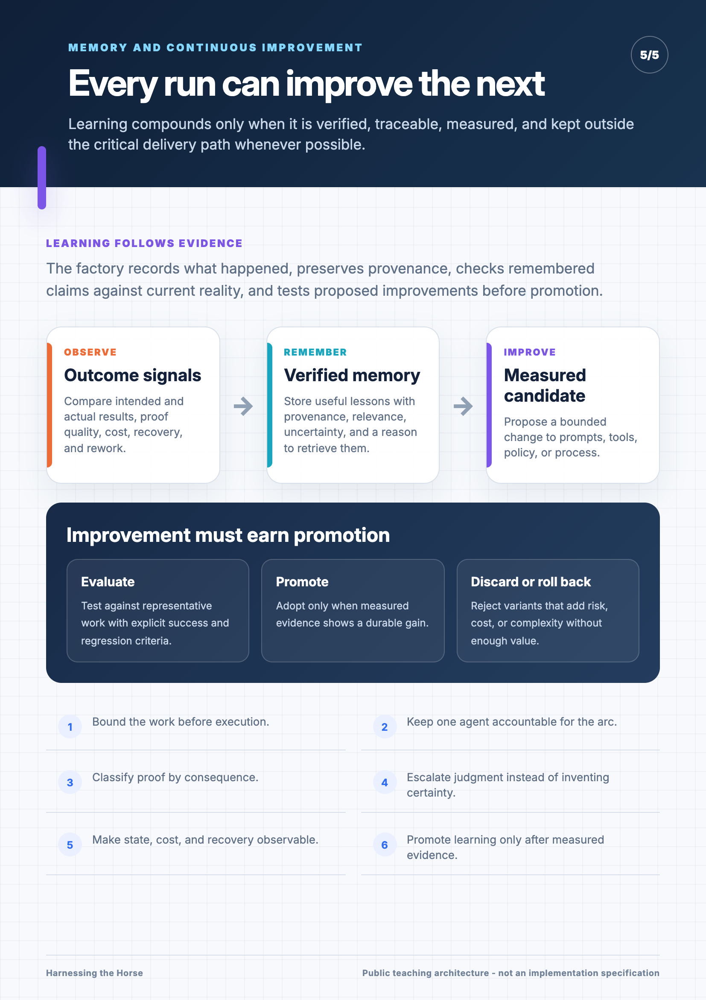 MEMORY AND CONTINUOUS IMPROVEMENT
5/5
Every run can improve the next
Learning compounds only when it is verified, traceable, measured, and kept outside
the critical delivery path whenever possible.
LEARNING FOLLOWS EVIDENCE
The factory records what happened, preserves provenance, checks remembered
claims against current reality, and tests proposed improvements before promotion.
OBSERVE
Outcome signals
Compare intended and
actual results, proof
quality, cost, recovery,
and rework.
REMEMBER
Verified memory
Store useful lessons with
provenance, relevance,
uncertainty, and a reason
to retrieve them.
IMPROVE
Measured
candidate
Propose a bounded
change to prompts, tools,
policy, or process.
Improvement must earn promotion
Evaluate
Test against representative
work with explicit success and
regression criteria.
Promote
Adopt only when measured
evidence shows a durable gain.
Discard or roll back
Reject variants that add risk,
cost, or complexity without
enough value.
1 Bound the work before execution.
2 Keep one agent accountable for the arc.
3 Classify proof by consequence.
4 Escalate judgment instead of inventing
certainty.
5 Make state, cost, and recovery observable.
6 Promote learning only after measured
evidence.
Harnessing the Horse
Public teaching architecture - not an implementation specification